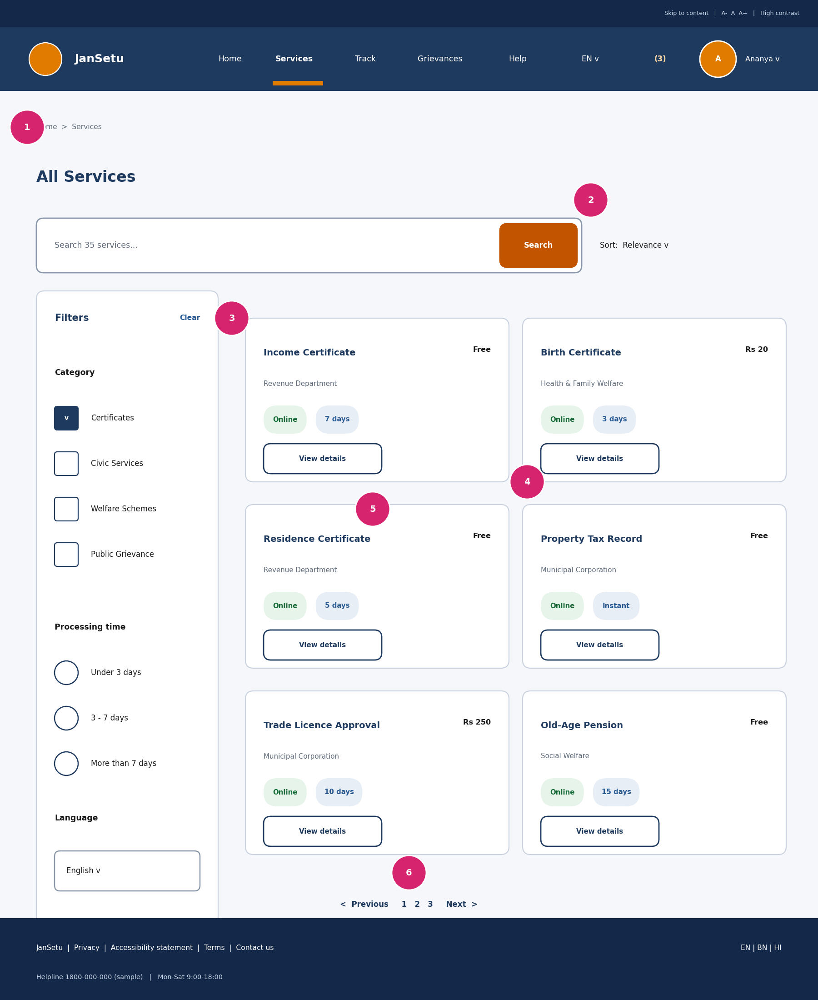 Skip to content | A- A A+ | High contrast
JanSetu Home Services Track Grievances Help EN v (3) A Ananya v
1 ome > Services
All Services
2
Search 35 services... Search Sort: Relevance v
Filters Clear
3
Category
Certificates
Civic Services
Welfare Schemes
Public Grievance
Processing time
Under 3 days
3 - 7 days
More than 7 days
Language
English v
Income Certificate Free
Revenue Department
Online 7 days
View details
Birth Certificate Rs 20
Health & Family Welfare
Online 3 days
View details
4
5
Residence Certificate Free
Revenue Department
Online 5 days
View details
Property Tax Record Free
Municipal Corporation
Online Instant
View details
Trade Licence Approval Rs 250
Municipal Corporation
Online 10 days
View details
Old-Age Pension Free
Social Welfare
Online 15 days
View details
6
< Previous 1 2 3 Next >
JanSetu | Privacy | Accessibility statement | Terms | Contact us EN | BN | HI
Helpline 1800-000-000 (sample) | Mon-Sat 9:00-18:00